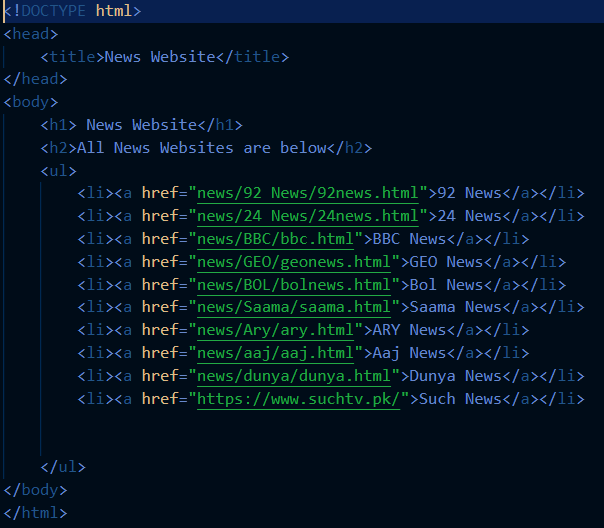 <!DOCTYPE html>
<head>
    <title>News Website</title>
</head>
<body>
    <h1> News Website</h1>
    <h2>All News Websites are below</h2>
    <ul>
        <li><a href="news/92 News/92news.html">92 News</a></li>
        <li><a href="news/24 News/24news.html">24 News</a></li>
        <li><a href="news/BBC/bbc.html">BBC News</a></li>
        <li><a href="news/GEO/geonews.html">GEO News</a></li>
        <li><a href="news/BOL/bolnews.html">Bol News</a></li>
        <li><a href="news/Saama/saama.html">Saama News</a></li>
        <li><a href="news/Ary/ary.html">ARY News</a></li>
        <li><a href="news/aaj/aaj.html">Aaj News</a></li>
        <li><a href="news/dunya/dunya.html">Dunya News</a></li>
        <li><a href="https://www.suchtv.pk/">Such News</a></li>
    </ul>
</body>
</html>